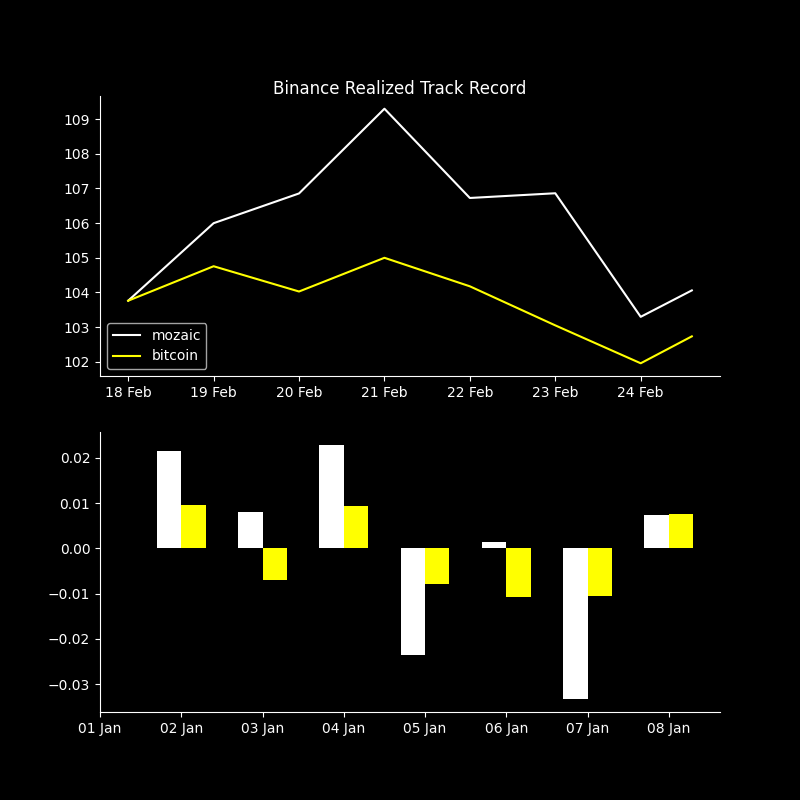 Binance Realized Track Record
109
108
107
106
105
104
103
102
mozaic
bitcoin
18 Feb 19 Feb 20 Feb 21 Feb 22 Feb 23 Feb 24 Feb
0.02
0.01
0.00
−0.01
−0.02
−0.03
01 Jan 02 Jan 03 Jan 04 Jan 05 Jan 06 Jan 07 Jan 08 Jan